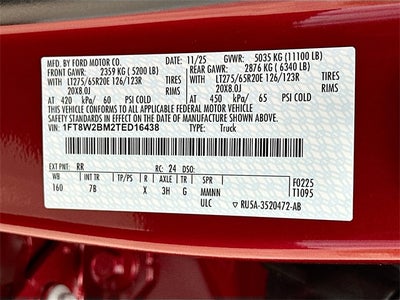 MFD. BY FORD MOTOR CO. 11/25 GVWR: 5035 KG (11100 LB)
FRONT GAWR: 2359 KG ( 5200 LB) REAR GAWR: 2876 KG ( 6340 LB)
LT275/65R20E 126/123R TIRES LT275/65R20E 126/123R TIRES
20X8.0J RIMS 20X8.0J RIMS
AT 420 kPa/ 60 PSI COLD AT 450 kPa/ 65 PSI COLD
THIS VEHICLE CONFORMS TO ALL APPLICABLE FEDERAL MOTOR VEHICLE
SAFETY STANDARDS IN EFFECT ON THE DATE OF MANUFACTURE SHOWN ABOVE.
VIN: 1FT8W2BM2TED16438 TYPE: Truck
EXT PNT: RR RC: 24 DSO:
WB INT TR TP/PS R AXLE TR SPR F0225
160 7B X 3H G MMNN T1095
ULC RU5A-3520472-AB